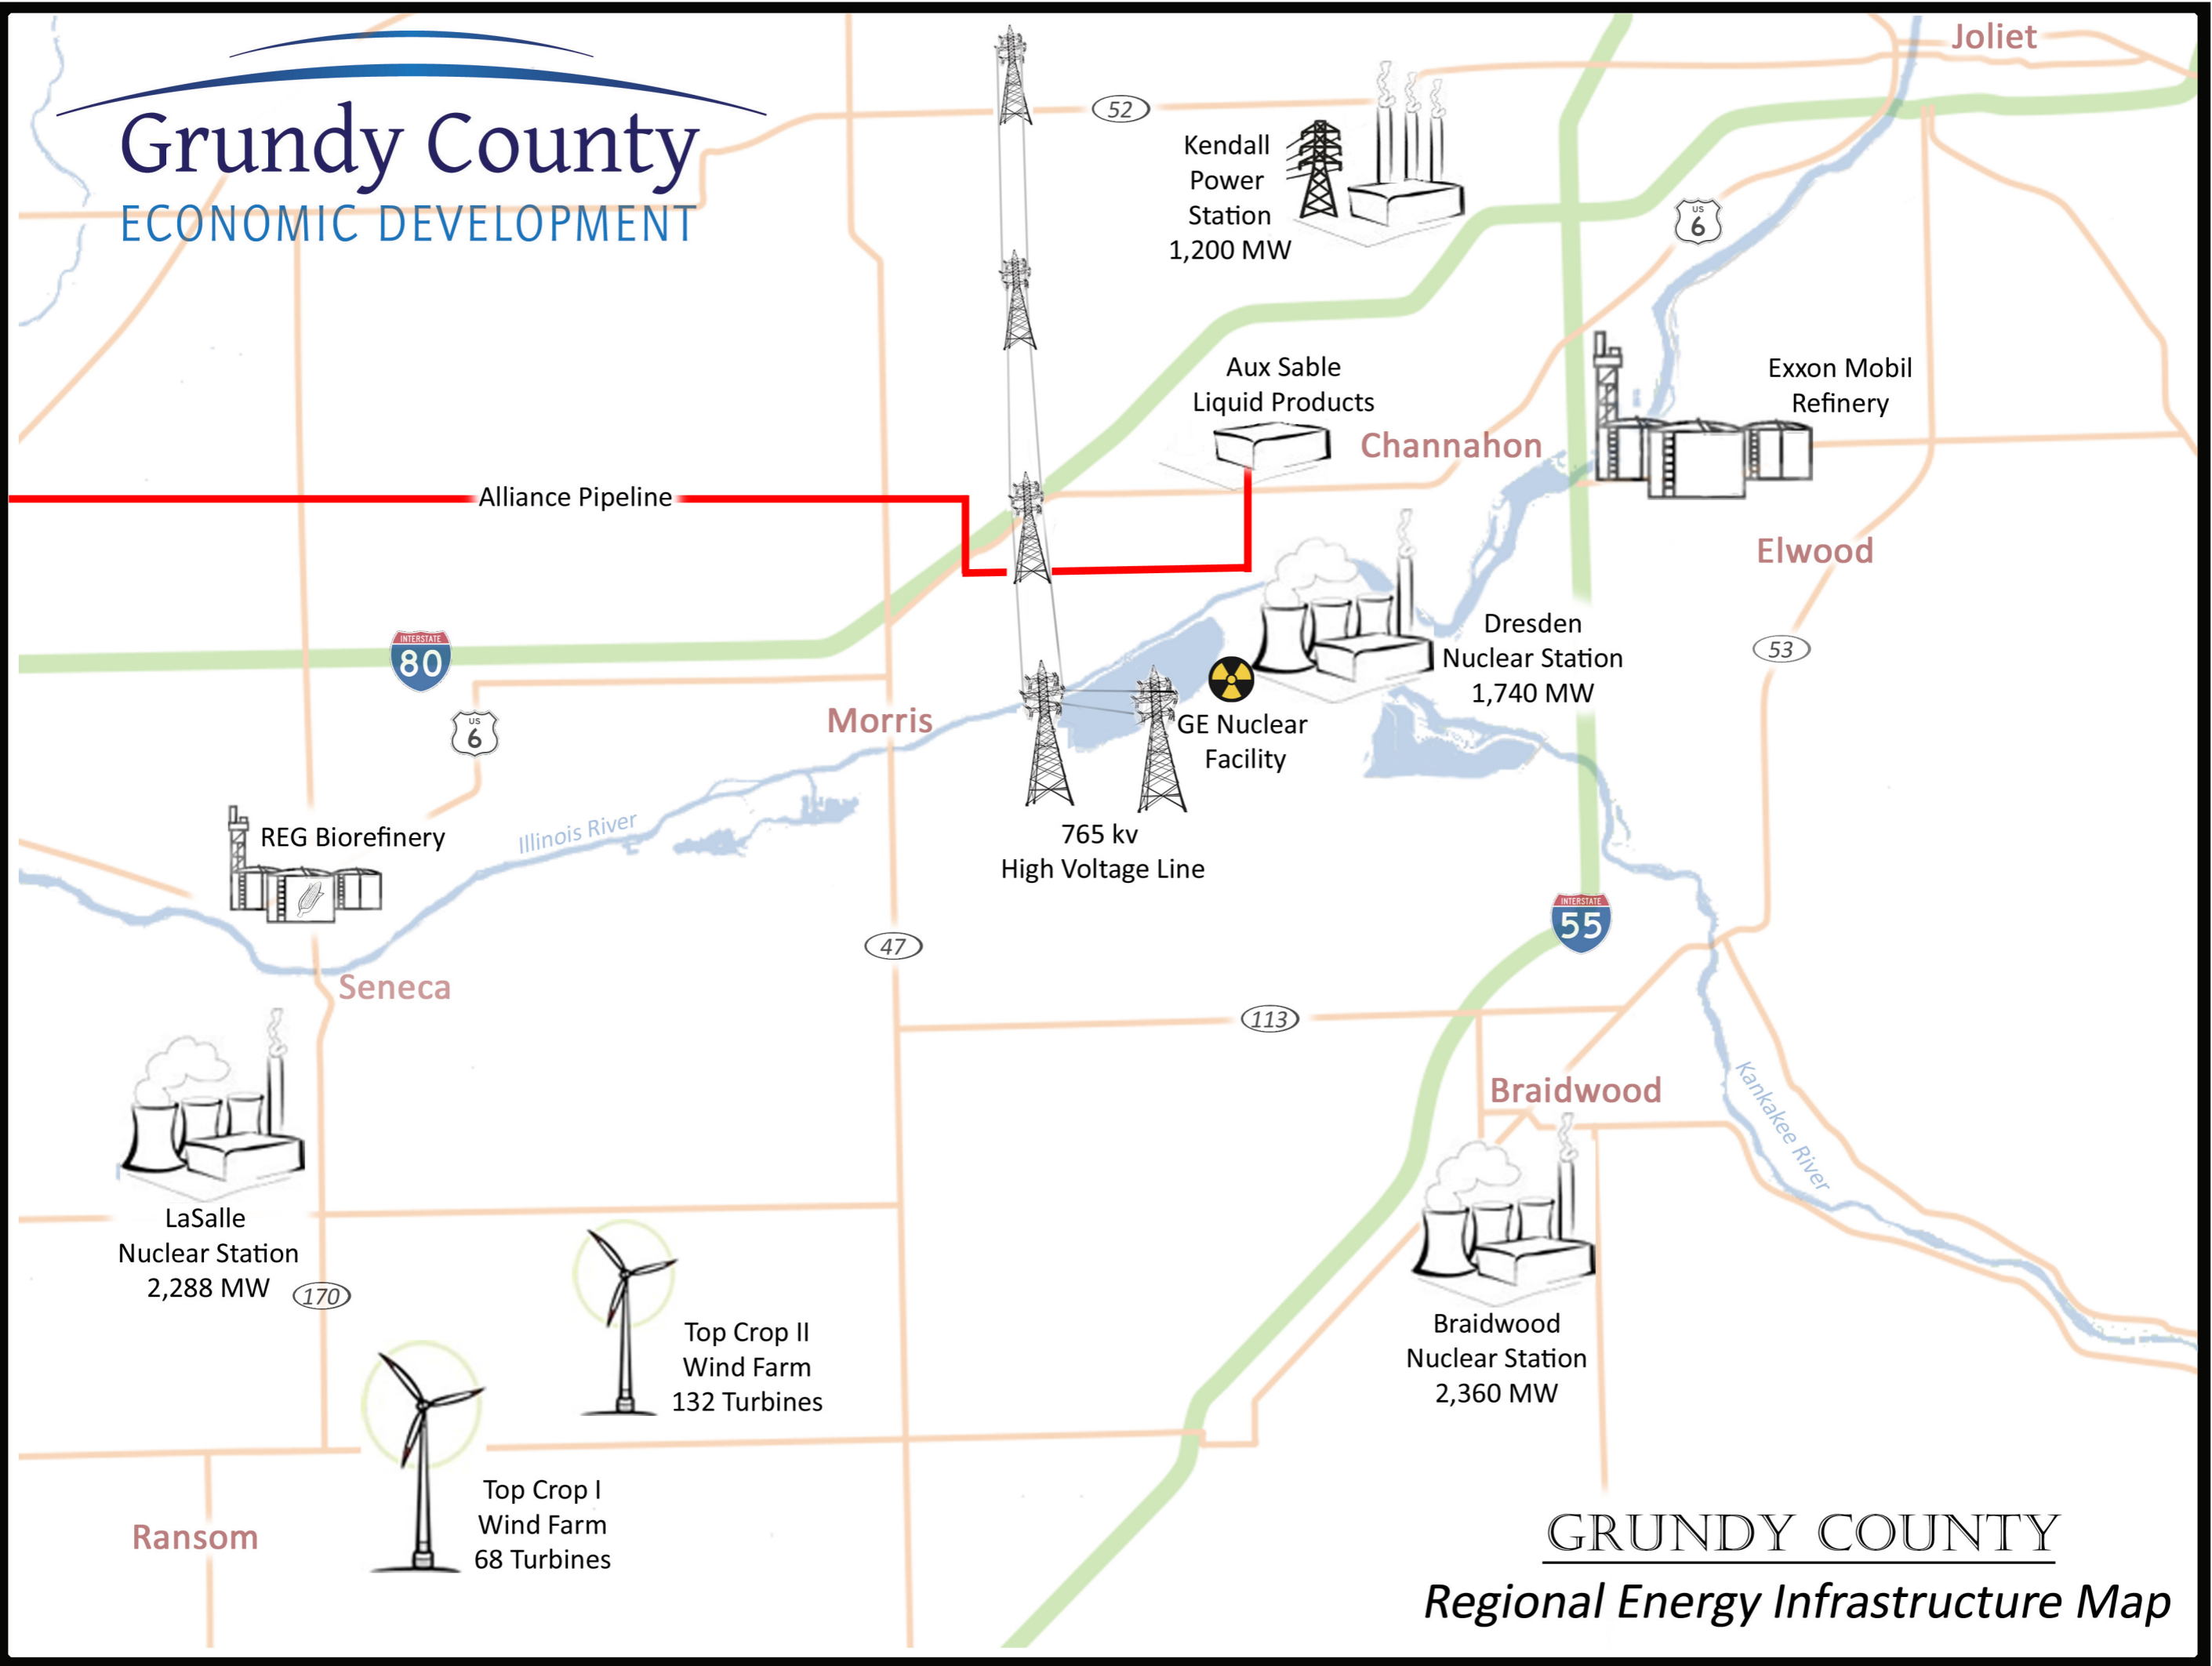 Grundy County
ECONOMIC DEVELOPMENT
Joliet
52
Kendall
Power
Station
1,200 MW
US
6
Aux Sable
Liquid Products
Exxon Mobil
Refinery
Channahon
Alliance Pipeline
Elwood
Dresden
Nuclear Station
1,740 MW
53
INTERSTATE
80
Morris
GE Nuclear
Facility
US
6
765 kv
High Voltage Line
REG Biorefinery
Illinois River
INTERSTATE
55
47
Seneca
113
Braidwood
Kankakee River
LaSalle
Nuclear Station
2,288 MW
170
Top Crop II
Wind Farm
132 Turbines
Braidwood
Nuclear Station
2,360 MW
Top Crop I
Wind Farm
68 Turbines
Ransom
GRUNDY COUNTY
Regional Energy Infrastructure Map